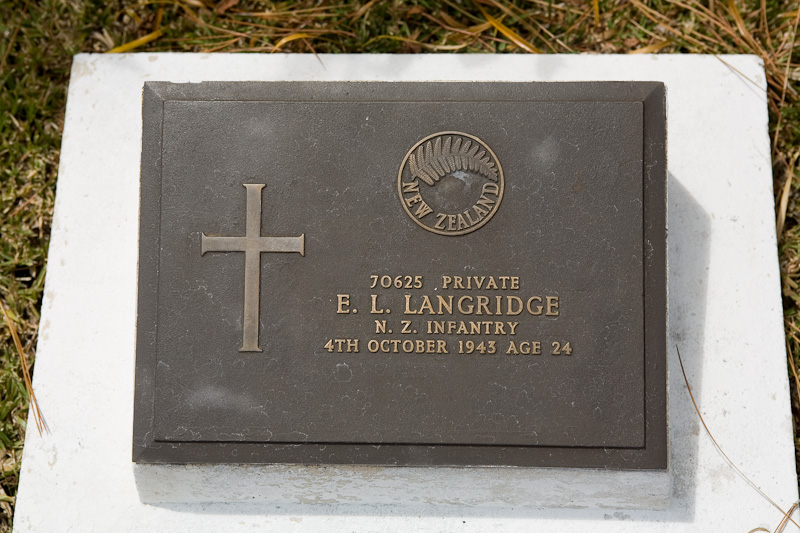 NEW ZEALAND
70625 PRIVATE
E. L. LANGRIDGE
N. Z. INFANTRY
4TH OCTOBER 1943 AGE 24